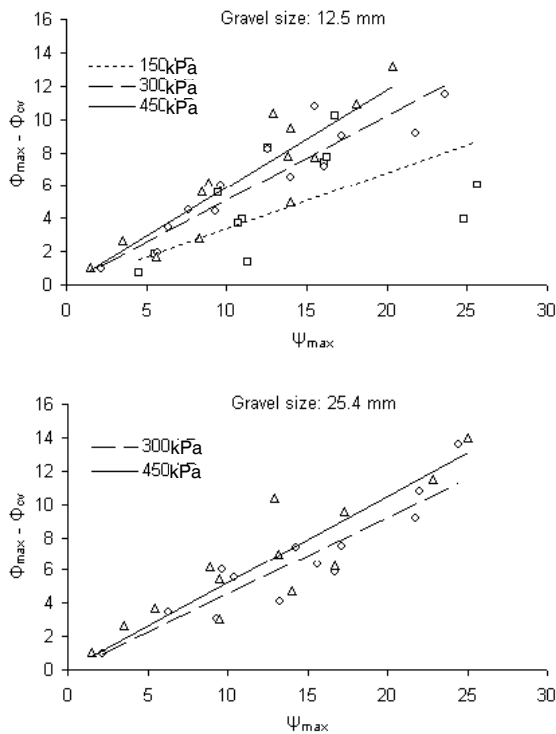 Gravel size: 12.5 mm
16
14
12
10
8
6
4
2
0
Φmax - Φcv
150kPa
300kPa
450kPa
0 5 10 15 20 25 30
Ψmax
Gravel size: 25.4 mm
16
14
12
10
8
6
4
2
0
Φmax - Φcv
300kPa
450kPa
0 5 10 15 20 25 30
Ψmax